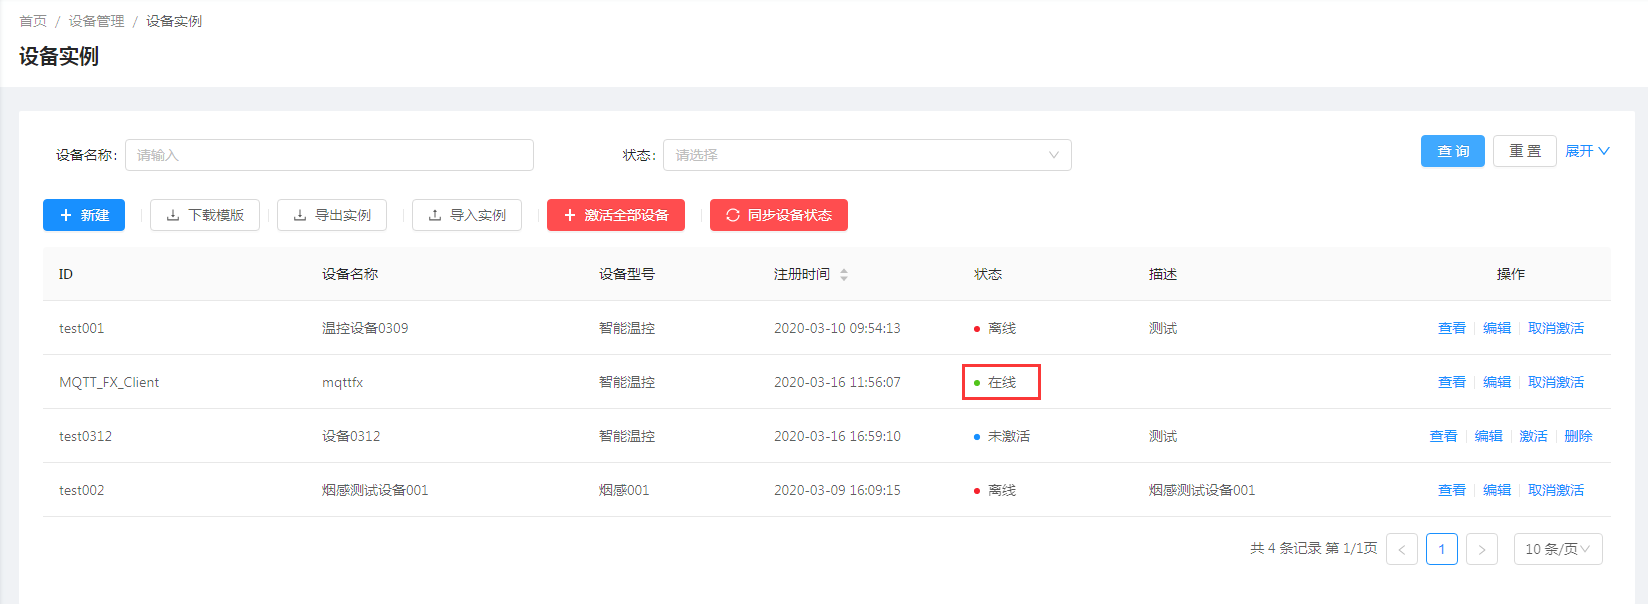 首页 / 设备管理 / 设备实例
设备实例
设备名称: 请输入 状态: 请选择 查 询 重 置 展开
新建 下载模版 导出实例 导入实例 激活全部设备 同步设备状态
ID 设备名称 设备型号 注册时间 状态 描述 操作
test001 温控设备0309 智能温控 2020-03-10 09:54:13 离线 测试 查看 编辑 取消激活
MQTT_FX_Client mqttfx 智能温控 2020-03-16 11:56:07 在线 查看 编辑 取消激活
test0312 设备0312 智能温控 2020-03-16 16:59:10 未激活 测试 查看 编辑 激活 删除
test002 烟感测试设备001 烟感001 2020-03-09 16:09:15 离线 烟感测试设备001 查看 编辑 取消激活
共 4 条记录 第 1/1页 < 1 > 10 条/页